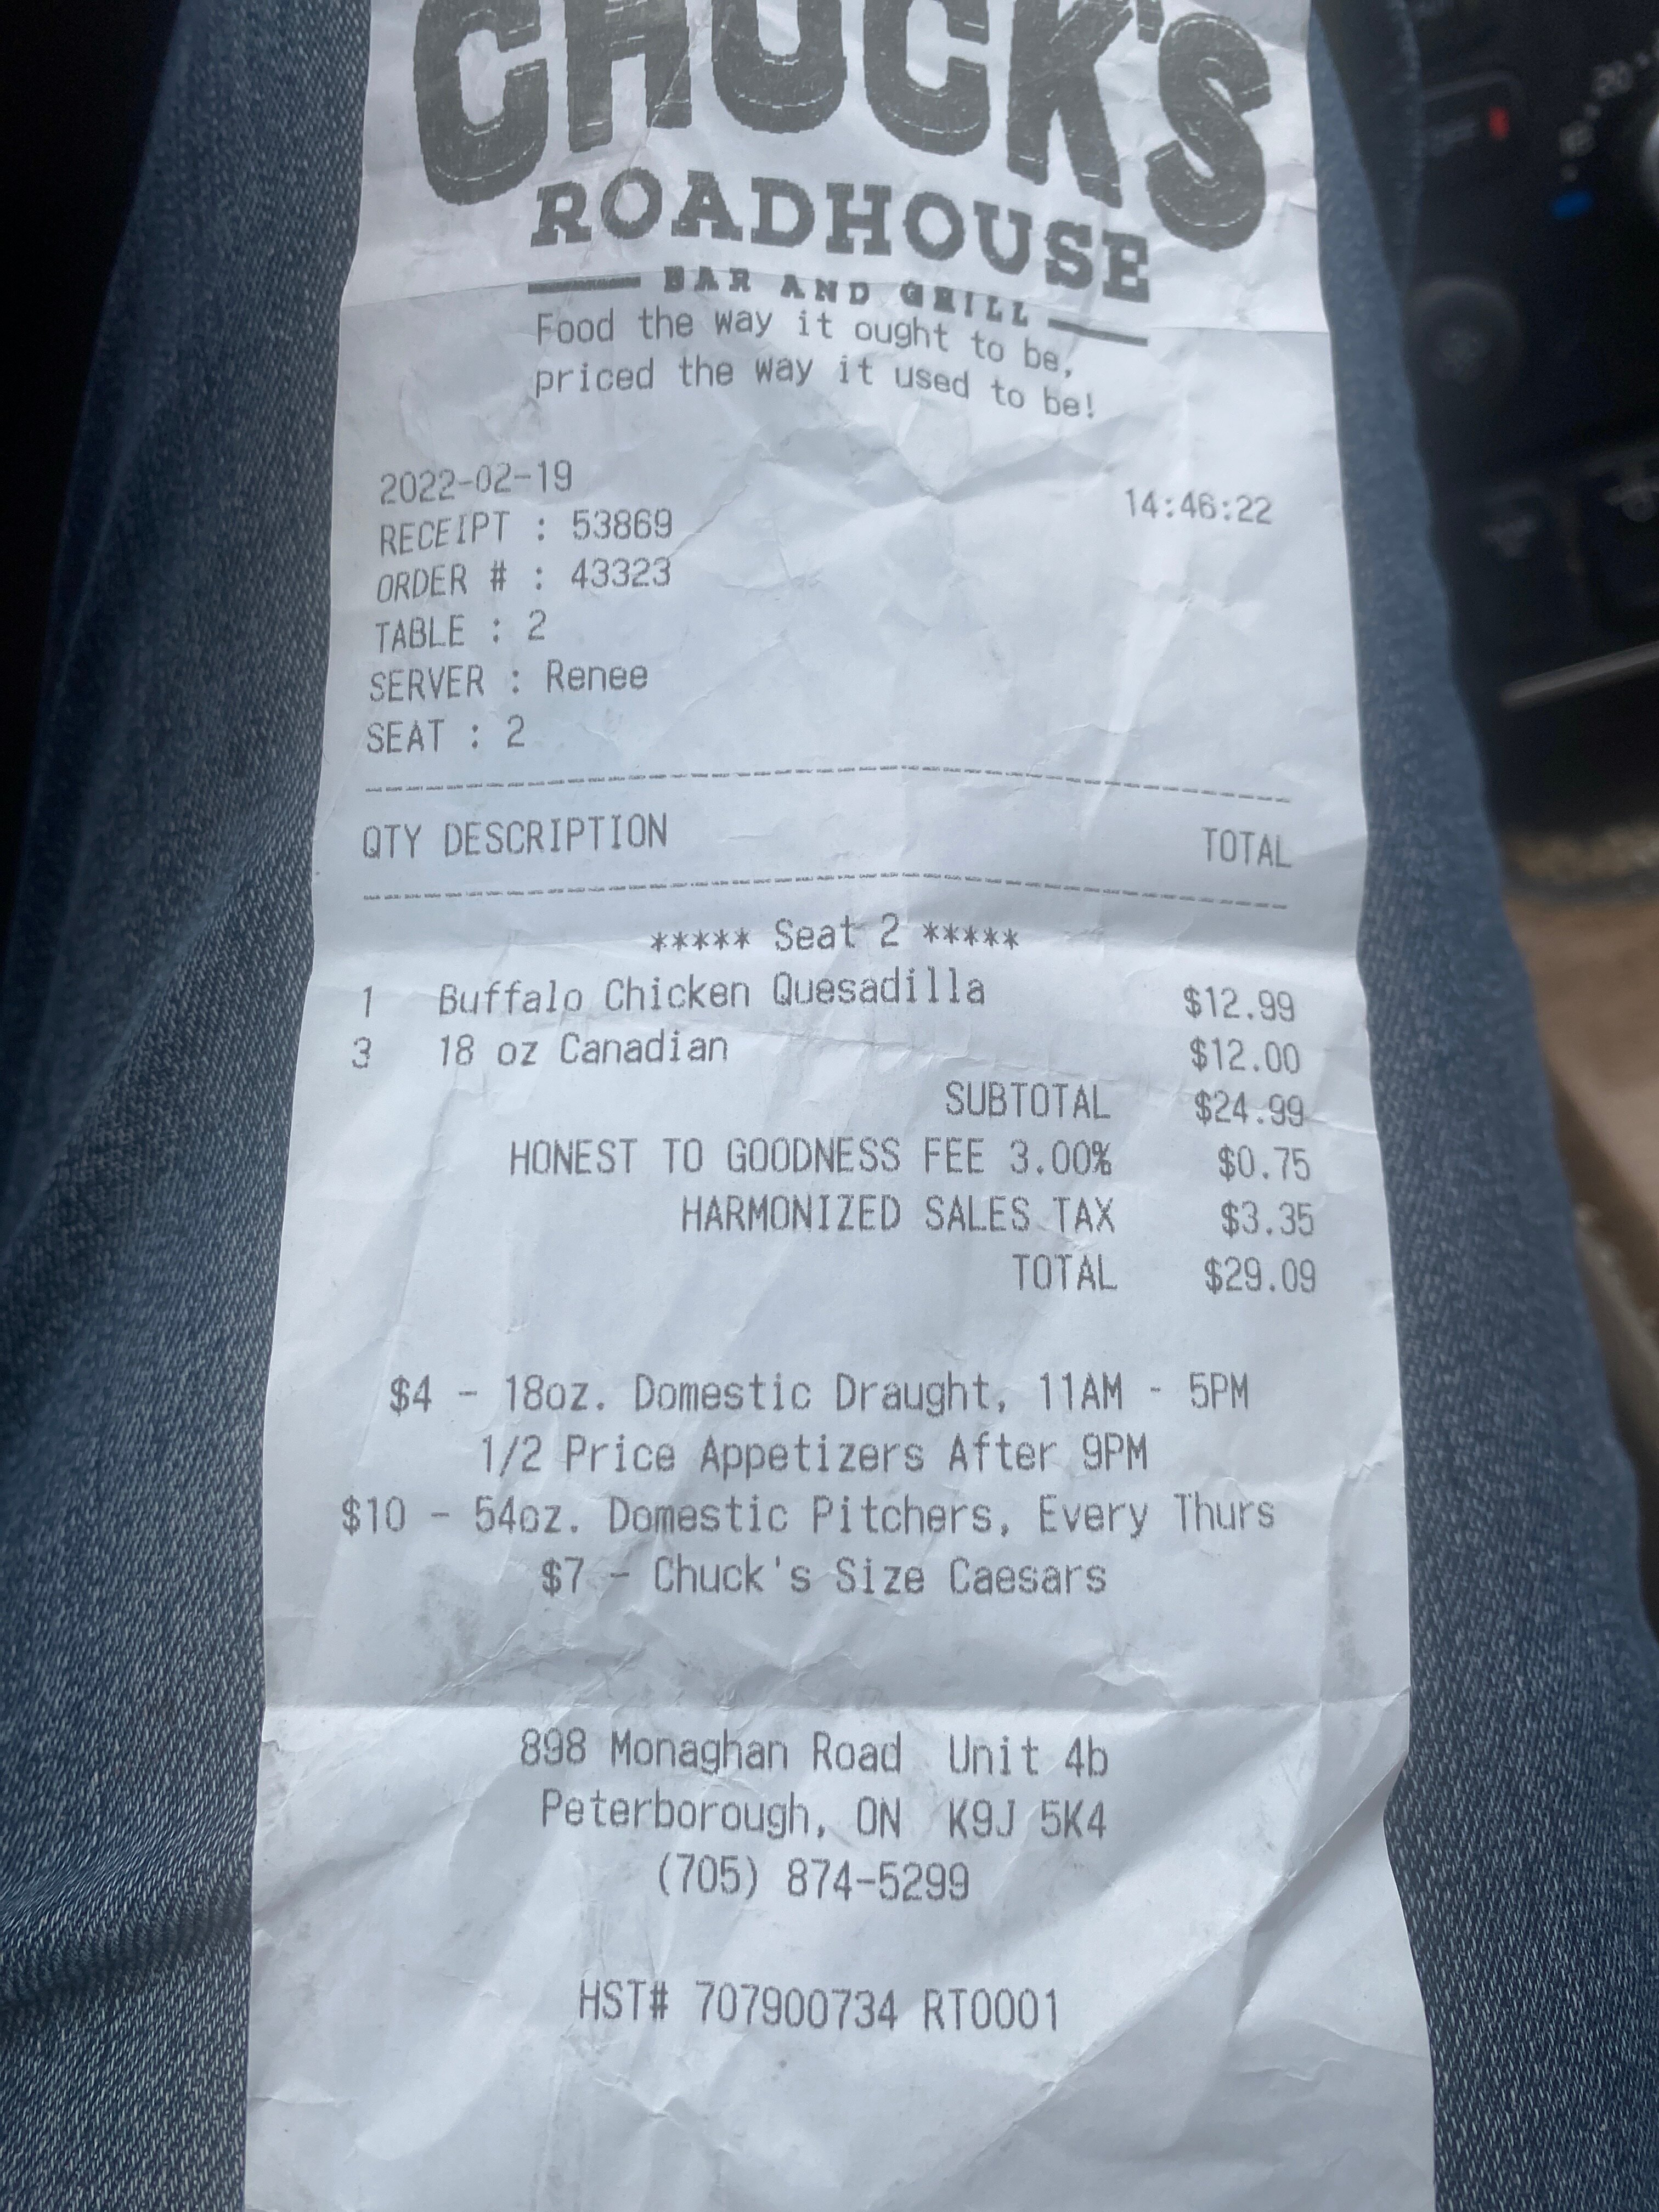 CHUCK'S
ROADHOUSE
BAR AND GRILL
Food the way it ought to be,
priced the way it used to be!
2022-02-19 14:46:22
RECEIPT : 53869
ORDER # : 43323
TABLE : 2
SERVER : Renee
SEAT : 2
QTY DESCRIPTION TOTAL
***** Seat 2 *****
1 Buffalo Chicken Quesadilla $12.99
3 18 oz Canadian $12.00
SUBTOTAL $24.99
HONEST TO GOODNESS FEE 3.00% $0.75
HARMONIZED SALES TAX $3.35
TOTAL $29.09
$4 - 18oz. Domestic Draught, 11AM - 5PM
1/2 Price Appetizers After 9PM
$10 - 54oz. Domestic Pitchers, Every Thurs
$7 - Chuck's Size Caesars
898 Monaghan Road Unit 4b
Peterborough, ON K9J 5K4
(705) 874-5299
HST# 707900734 RT0001